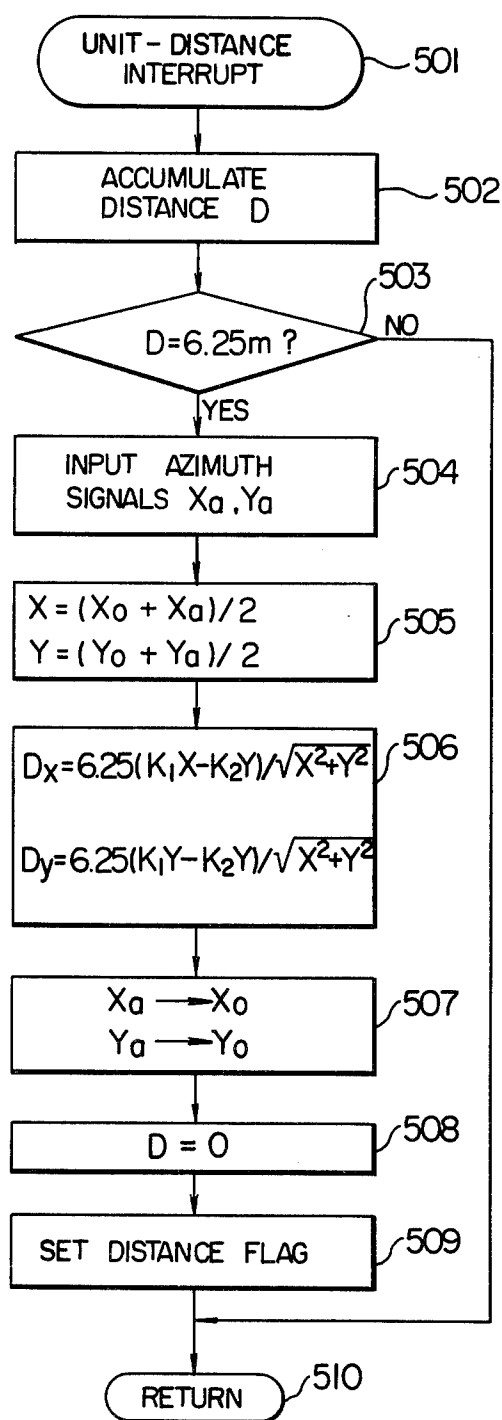 UNIT-DISTANCE
INTERRUPT
501
ACCUMULATE
DISTANCE D
502
503
D=6.25m ?
NO
YES
INPUT AZIMUTH
SIGNALS Xa, Ya
504
X=(Xo+Xa)/2
Y=(Yo+Ya)/2
505
506
Dx=6.25(K₁X-K₂Y)/√X²+Y²
Dy=6.25(K₁Y-K₂Y)/√X²+Y²
Xa → Xo
Ya → Yo
507
D = 0
508
SET DISTANCE FLAG
509
RETURN
510